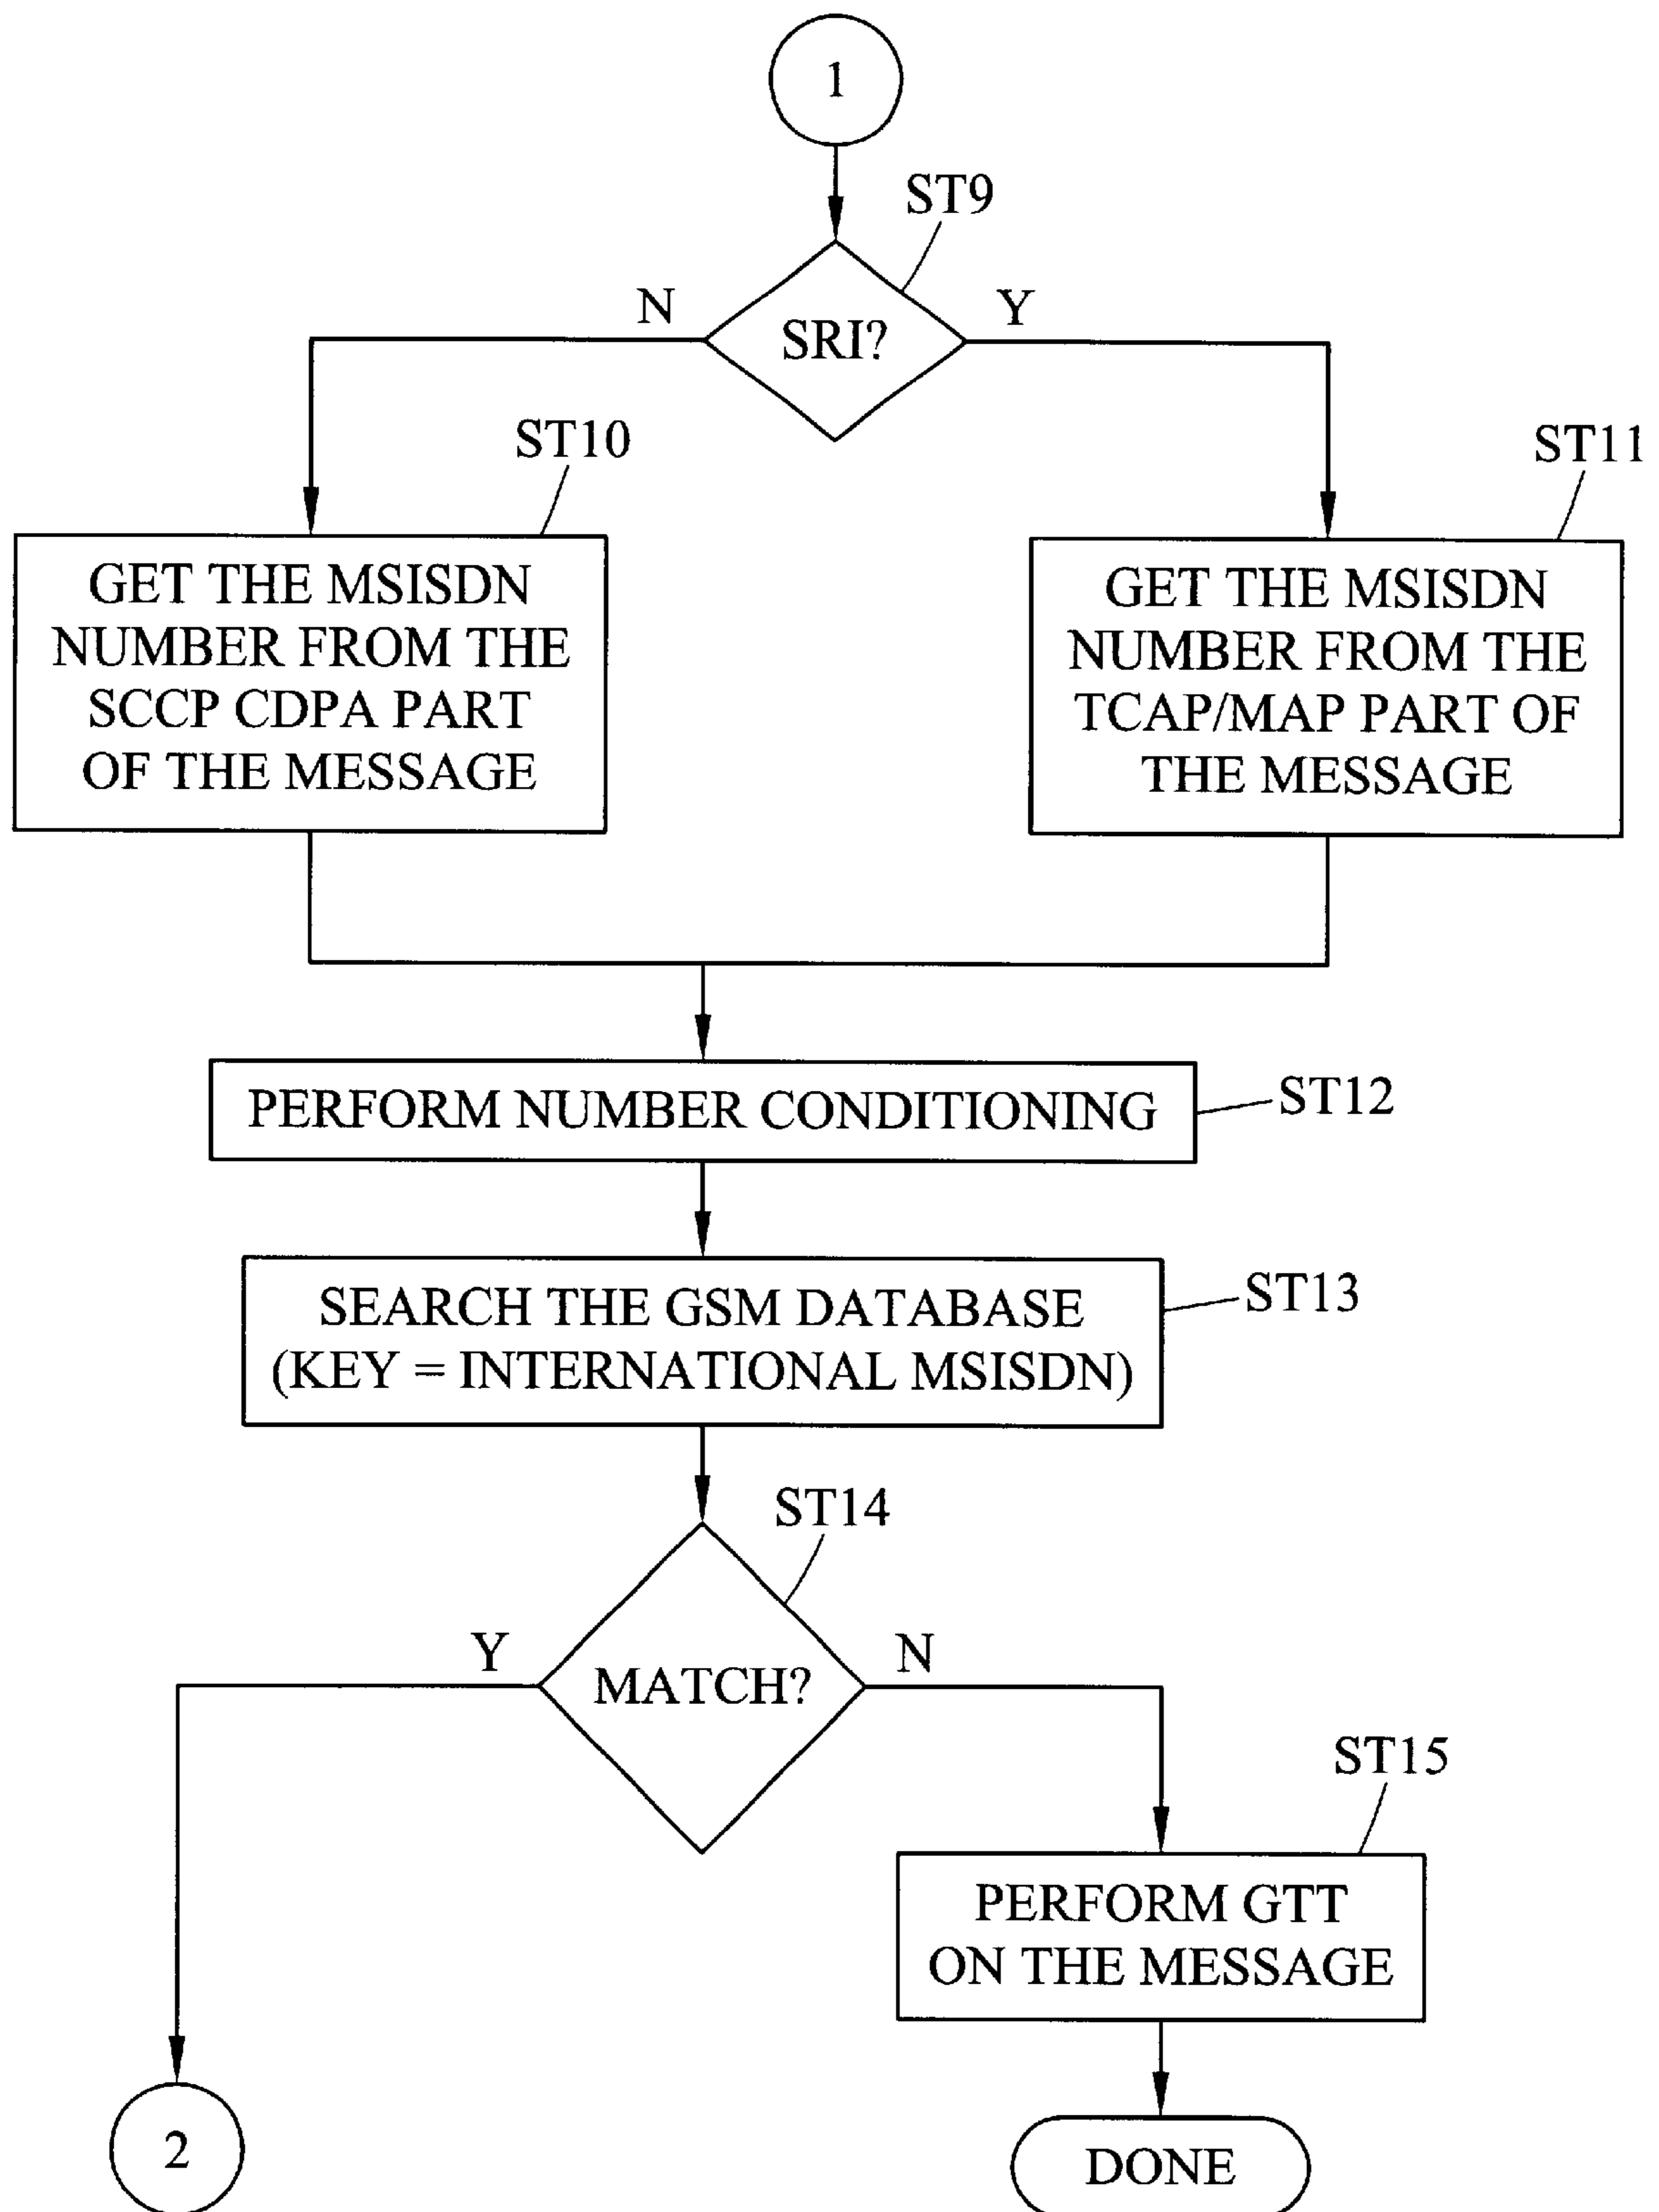 1
ST9
N
Y
SRI?
ST10
ST11
GET THE MSISDN
NUMBER FROM THE
SCCP CDPA PART
OF THE MESSAGE
GET THE MSISDN
NUMBER FROM THE
TCAP/MAP PART OF
THE MESSAGE
PERFORM NUMBER CONDITIONING
ST12
SEARCH THE GSM DATABASE
(KEY = INTERNATIONAL MSISDN)
ST13
ST14
Y
N
MATCH?
ST15
PERFORM GTT
ON THE MESSAGE
2
DONE